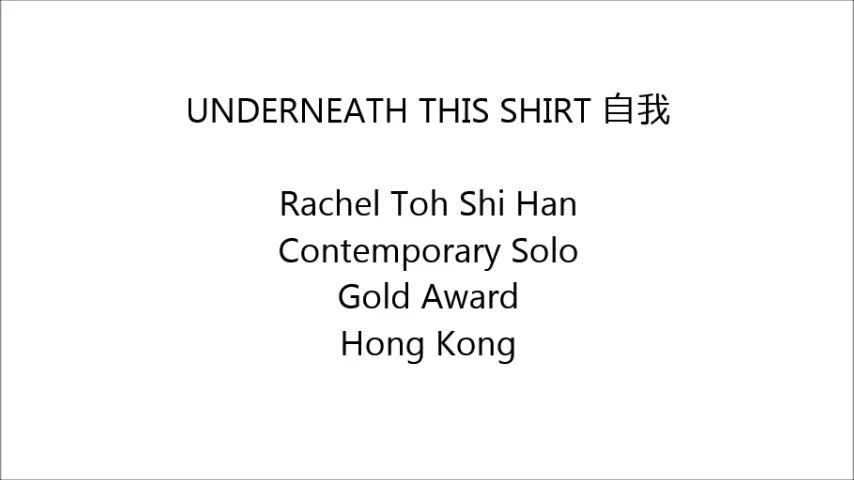 UNDERNEATH THIS SHIRT 自我
Rachel Toh Shi Han
Contemporary Solo
Gold Award
Hong Kong